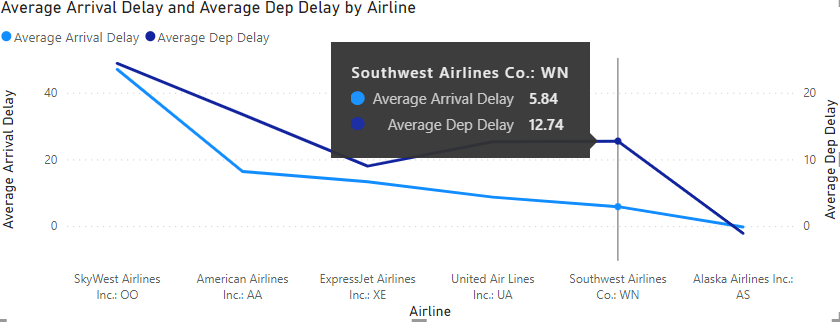 Average Arrival Delay and Average Dep Delay by Airline
Average Arrival Delay Average Dep Delay
Southwest Airlines Co.: WN
Average Arrival Delay 5.84
Average Dep Delay 12.74
Average Arrival Delay
40
20
0
20
10
0
Average Dep Delay
SkyWest Airlines
Inc.: OO
American Airlines
Inc.: AA
ExpressJet Airlines
Inc.: XE
United Air Lines
Inc.: UA
Southwest Airlines
Co.: WN
Alaska Airlines Inc.:
AS
Airline